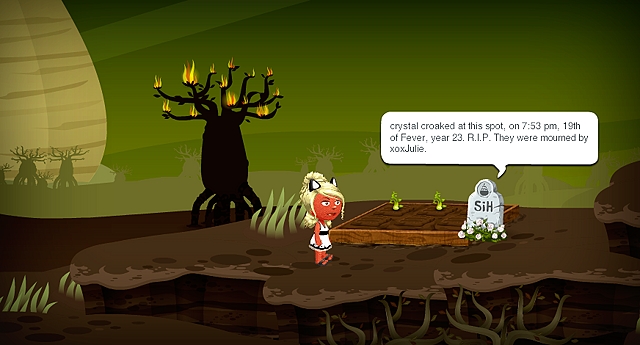 crystal croaked at this spot, on 7:53 pm, 19th
of Fever, year 23. R.I.P. They were mourned by
xoxJulie.
SiH